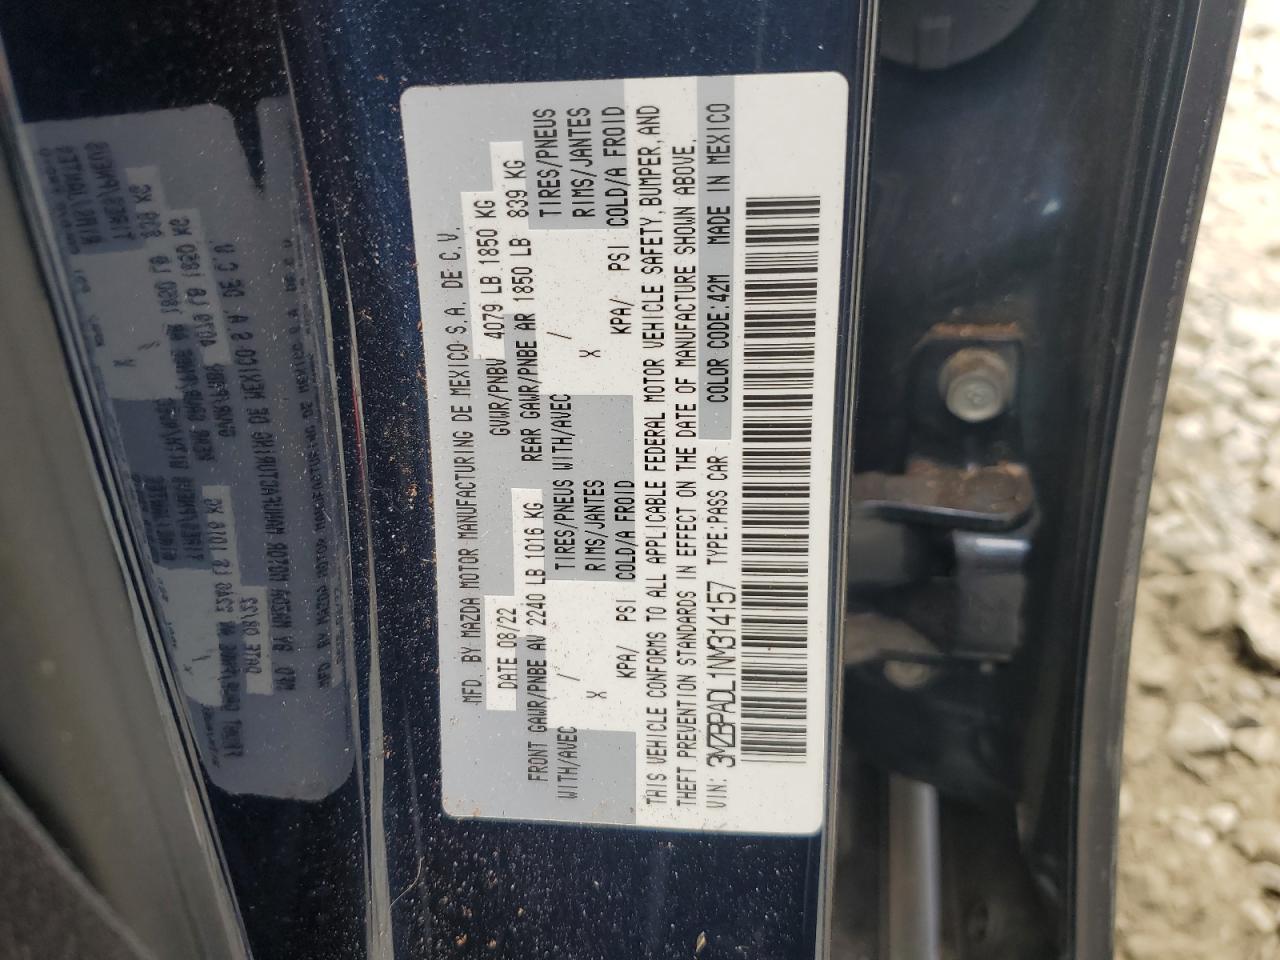 MFD. BY MAZDA MOTOR MANUFACTURING DE MEXICO S.A. DE C.V.
DATE 08/22 GVWR/PNBV 4079 LB 1850 KG
FRONT GAWR/PNBE AV 2240 LB 1016 KG REAR GAWR/PNBE AR 1850 LB 839 KG
WITH/AVEC / TIRES/PNEUS WITH/AVEC / TIRES/PNEUS
X RIMS/JANTES X RIMS/JANTES
KPA/ PSI COLD/A FROID KPA/ PSI COLD/A FROID
THIS VEHICLE CONFORMS TO ALL APPLICABLE FEDERAL MOTOR VEHICLE SAFETY, BUMPER, AND
THEFT PREVENTION STANDARDS IN EFFECT ON THE DATE OF MANUFACTURE SHOWN ABOVE.
VIN: 3MZBPADL1NM314157 TYPE:PASS CAR COLOR CODE:42M MADE IN MEXICO